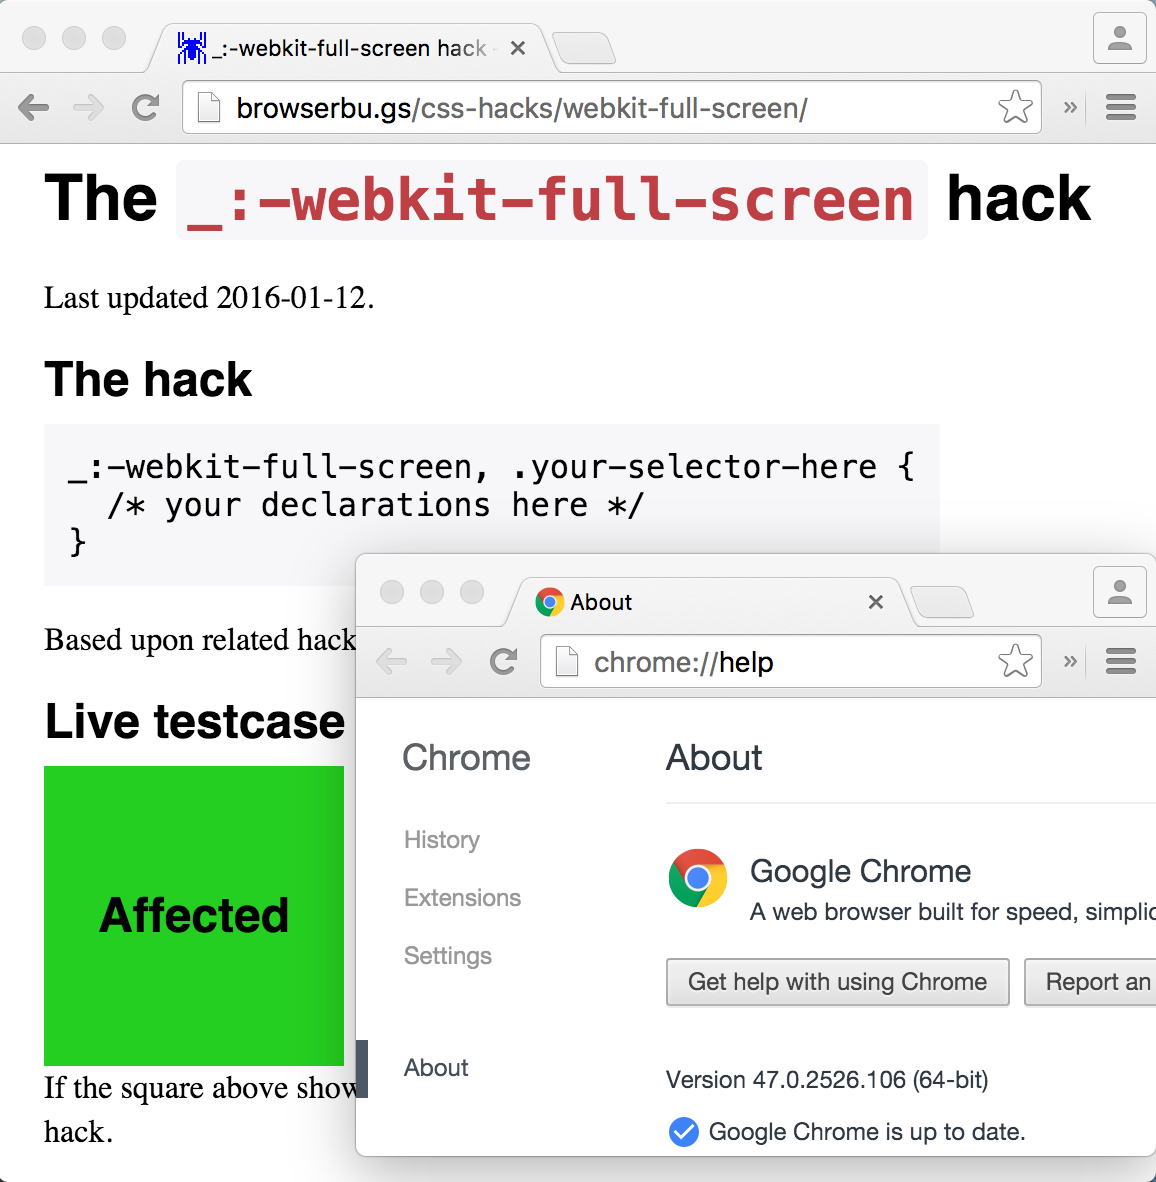 _:-webkit-full-screen hack -
browserbu.gs/css-hacks/webkit-full-screen/
The _:-webkit-full-screen hack
Last updated 2016-01-12.
The hack
_:-webkit-full-screen, .your-selector-here {
/* your declarations here */
}
Based upon related hack
Live testcase
Affected
If the square above show
hack.
About
chrome://help
Chrome
History
Extensions
Settings
About
About
Google Chrome
A web browser built for speed, simplic
Get help with using Chrome
Report an
Version 47.0.2526.106 (64-bit)
Google Chrome is up to date.